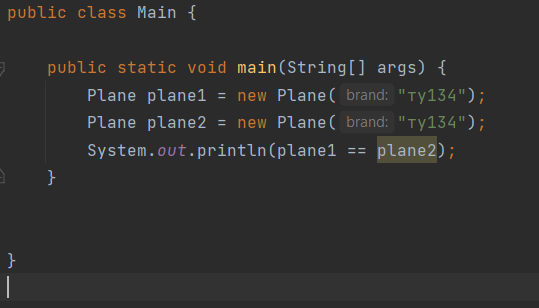 public class Main {
public static void main(String[] args) {
Plane plane1 = new Plane( brand: "ту134");
Plane plane2 = new Plane( brand: "ту134");
System.out.println(plane1 == plane2);
}
}